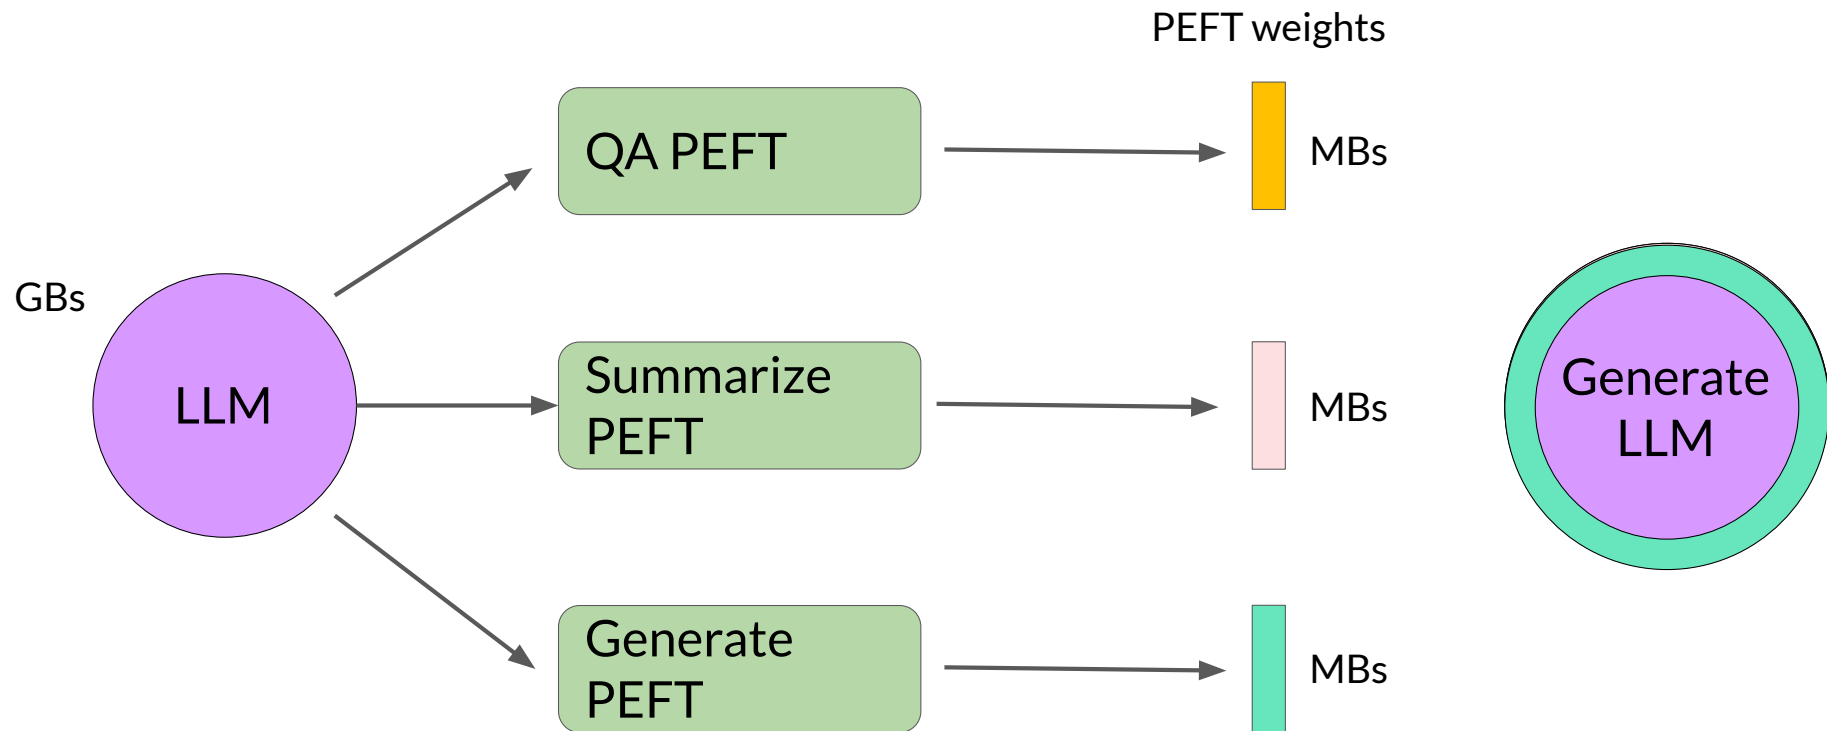 PEFT weights
QA PEFT
MBs
GBs
LLM
Summarize
PEFT
MBs
Generate
LLM
Generate
PEFT
MBs